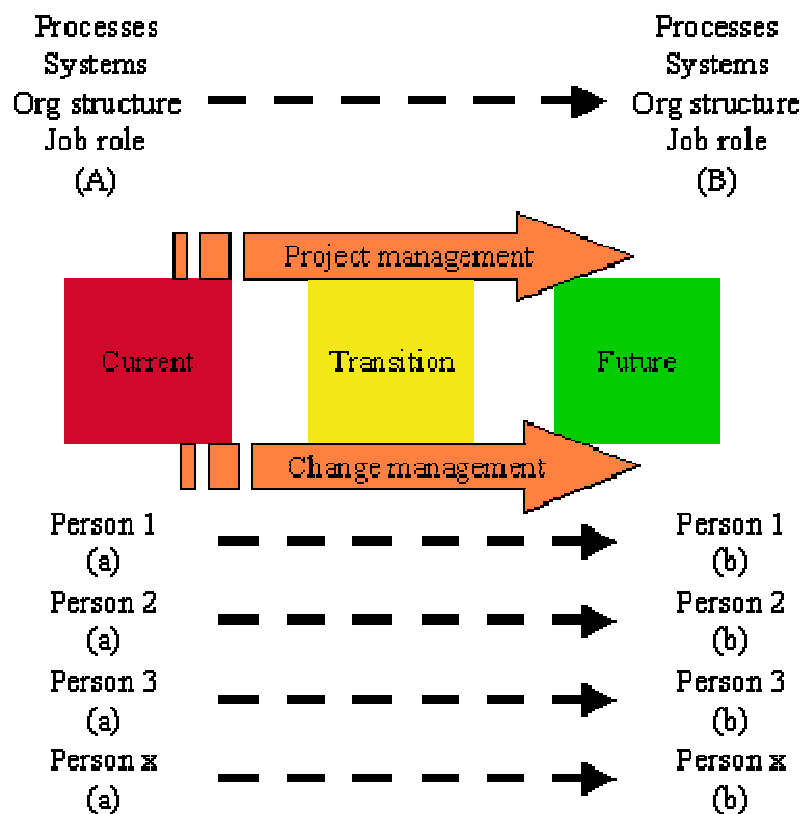 Processes
Systems
Org structure
Job role
(A)
Processes
Systems
Org structure
Job role
(B)
Project management
Current
Transition
Future
Change management
Person 1
(a)
Person 1
(b)
Person 2
(a)
Person 2
(b)
Person 3
(a)
Person 3
(b)
Person x
(a)
Person x
(b)